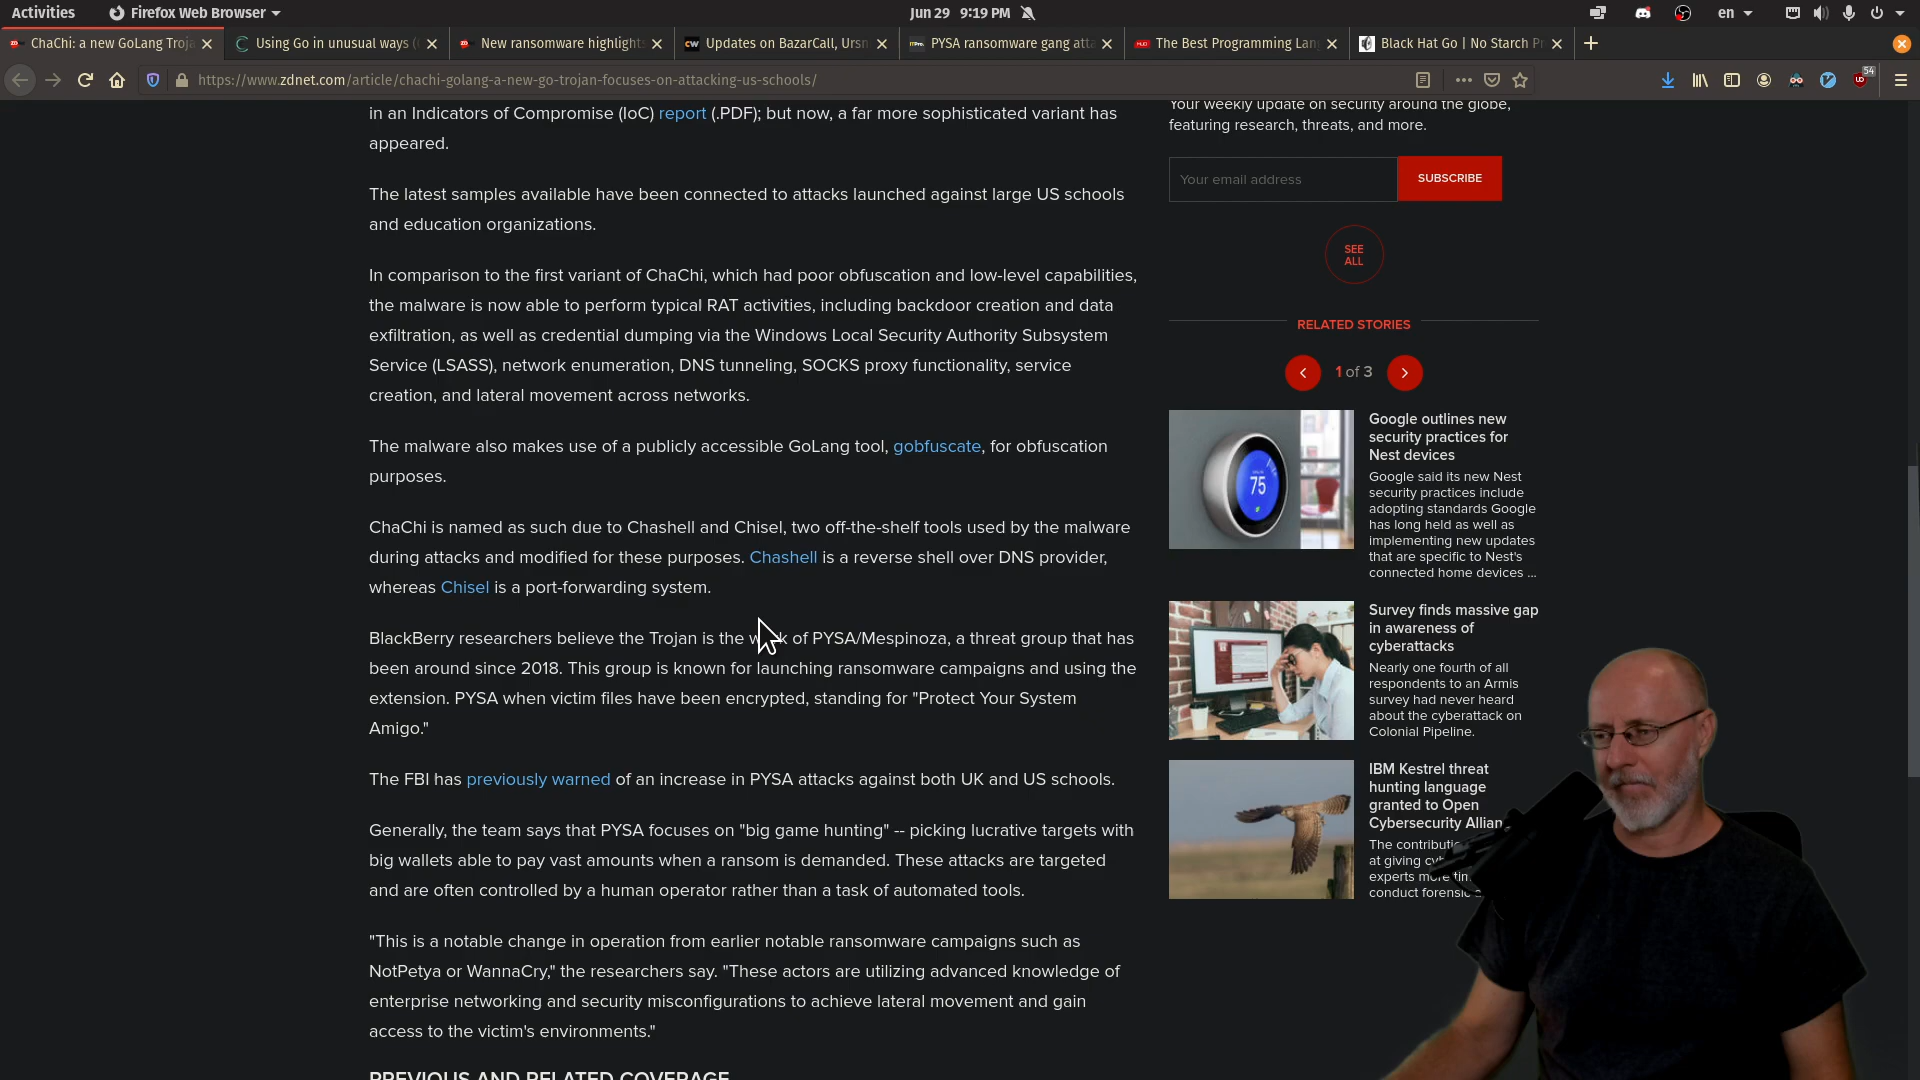 Activities
Firefox Web Browser
Jun 29 9:19 PM
en
ChaChi: a new GoLang Troja
Using Go in unusual ways (
New ransomware highlights
Updates on BazarCall, Ursn
PYSA ransomware gang atta
The Best Programming Lan
Black Hat Go | No Starch Pr
https://www.zdnet.com/article/chachi-golang-a-new-go-trojan-focuses-on-attacking-us-schools/
54
in an Indicators of Compromise (IoC) report (.PDF); but now, a far more sophisticated variant has
appeared.
The latest samples available have been connected to attacks launched against large US schools
and education organizations.
In comparison to the first variant of ChaChi, which had poor obfuscation and low-level capabilities,
the malware is now able to perform typical RAT activities, including backdoor creation and data
exfiltration, as well as credential dumping via the Windows Local Security Authority Subsystem
Service (LSASS), network enumeration, DNS tunneling, SOCKS proxy functionality, service
creation, and lateral movement across networks.
The malware also makes use of a publicly accessible GoLang tool, gobfuscate, for obfuscation
purposes.
ChaChi is named as such due to Chashell and Chisel, two off-the-shelf tools used by the malware
during attacks and modified for these purposes. Chashell is a reverse shell over DNS provider,
whereas Chisel is a port-forwarding system.
BlackBerry researchers believe the Trojan is the of PYSA/Mespinoza, a threat group that has
been around since 2018. This group is known for launching ransomware campaigns and using the
extension. PYSA when victim files have been encrypted, standing for "Protect Your System
Amigo."
The FBI has previously warned of an increase in PYSA attacks against both UK and US schools.
Generally, the team says that PYSA focuses on "big game hunting" -- picking lucrative targets with
big wallets able to pay vast amounts when a ransom is demanded. These attacks are targeted
and are often controlled by a human operator rather than a task of automated tools.
"This is a notable change in operation from earlier notable ransomware campaigns such as
NotPetya or WannaCry," the researchers say. "These actors are utilizing advanced knowledge of
enterprise networking and security misconfigurations to achieve lateral movement and gain
access to the victim's environments."
PREVIOUS AND RELATED COVERAGE
Your weekly update on security around the globe,
featuring research, threats, and more.
Your email address
SUBSCRIBE
SEE
ALL
RELATED STORIES
1 of 3
75
Google outlines new
security practices for
Nest devices
Google said its new Nest
security practices include
adopting standards Google
has long held as well as
implementing new updates
that are specific to Nest's
connected home devices ...
Survey finds massive gap
in awareness of
cyberattacks
Nearly one fourth of all
respondents to an Armis
survey had never heard
about the cyberattack on
Colonial Pipeline.
IBM Kestrel threat
hunting language
granted to Open
Cybersecurity Allian
The
at giving
experts more
conduct